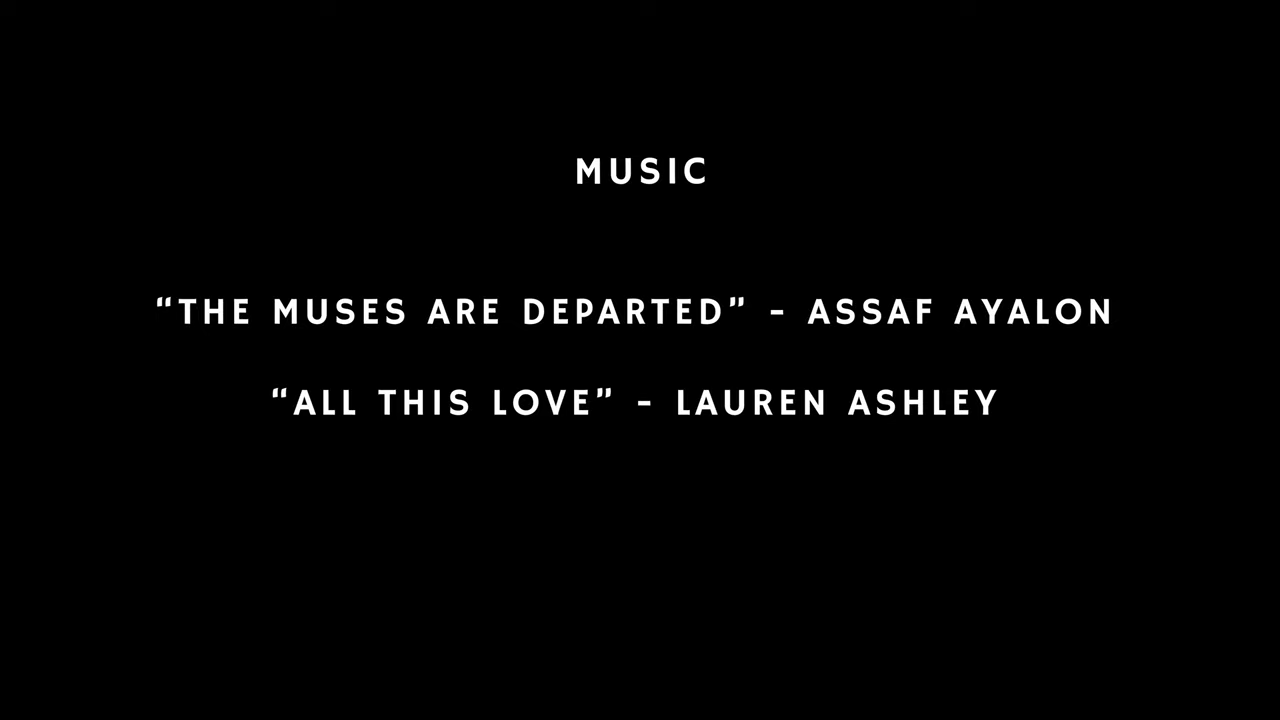 MUSIC
“THE MUSES ARE DEPARTED” - ASSAF AYALON
“ALL THIS LOVE” - LAUREN ASHLEY